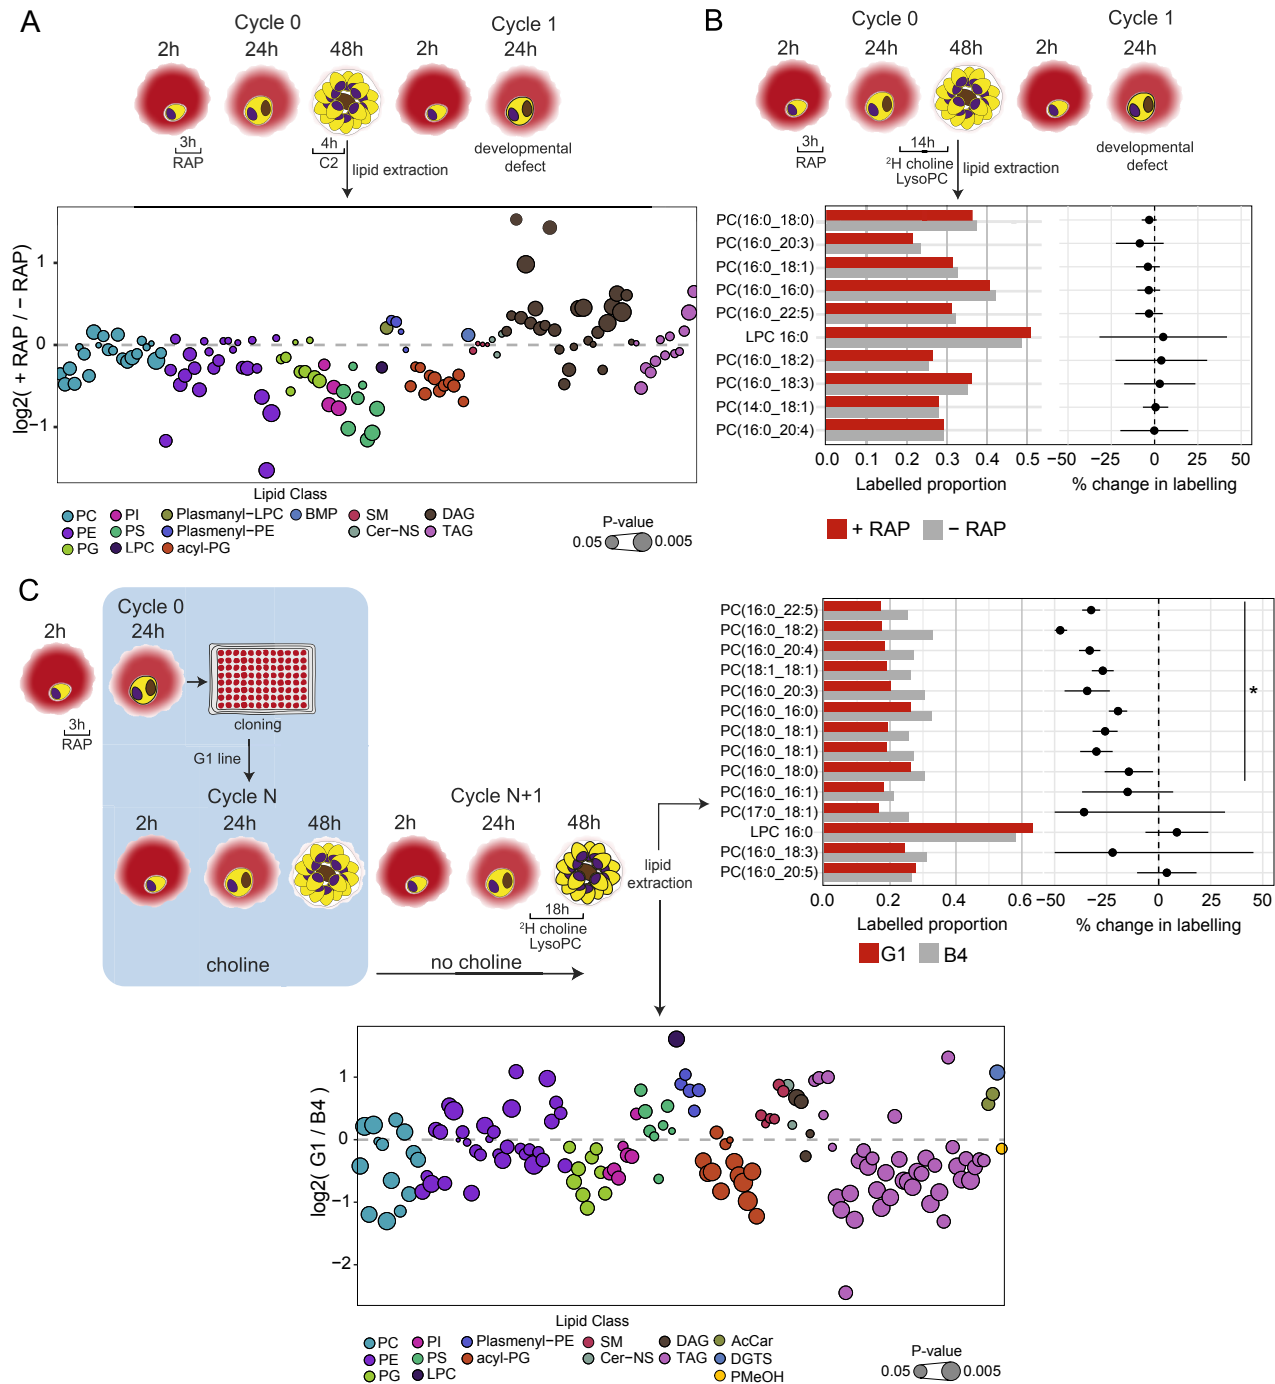 A
Cycle 0
Cycle 1
2h
24h
48h
2h
24h
3h
RAP
4h
C2
lipid extraction
developmental
defect
log2( + RAP / − RAP)
1
0
−1
Lipid Class
PC
PE
PG
PI
PS
LPC
Plasmanyl−LPC
Plasmenyl−PE
acyl−PG
BMP
SM
Cer−NS
DAG
TAG
P-value
0.05
0.005
B
Cycle 0
Cycle 1
2h
24h
48h
2h
24h
3h
RAP
14h
²H choline
LysoPC
lipid extraction
developmental
defect
PC(16:0_18:0)
PC(16:0_20:3)
PC(16:0_18:1)
PC(16:0_16:0)
PC(16:0_22:5)
LPC 16:0
PC(16:0_18:2)
PC(16:0_18:3)
PC(14:0_18:1)
PC(16:0_20:4)
0.0 0.1 0.2 0.3 0.4 0.5
Labelled proportion
−50 −25 0 25 50
% change in labelling
+ RAP
− RAP
C
Cycle 0
2h
24h
3h
RAP
cloning
G1 line
Cycle N
2h
24h
48h
choline
Cycle N+1
2h
24h
48h
18h
²H choline
LysoPC
no choline
lipid
extraction
PC(16:0_22:5)
PC(16:0_18:2)
PC(16:0_20:4)
PC(18:1_18:1)
PC(16:0_20:3)
PC(16:0_16:0)
PC(18:0_18:1)
PC(16:0_18:1)
PC(16:0_18:0)
PC(16:0_16:1)
PC(17:0_18:1)
LPC 16:0
PC(16:0_18:3)
PC(16:0_20:5)
*
0.0 0.2 0.4 0.6
Labelled proportion
−50 −25 0 25 50
% change in labelling
G1
B4
log2( G1 / B4 )
1
0
−1
−2
Lipid Class
PC
PE
PG
PI
PS
LPC
Plasmenyl−PE
acyl−PG
SM
Cer−NS
DAG
TAG
AcCar
DGTS
PMeOH
P-value
0.05
0.005